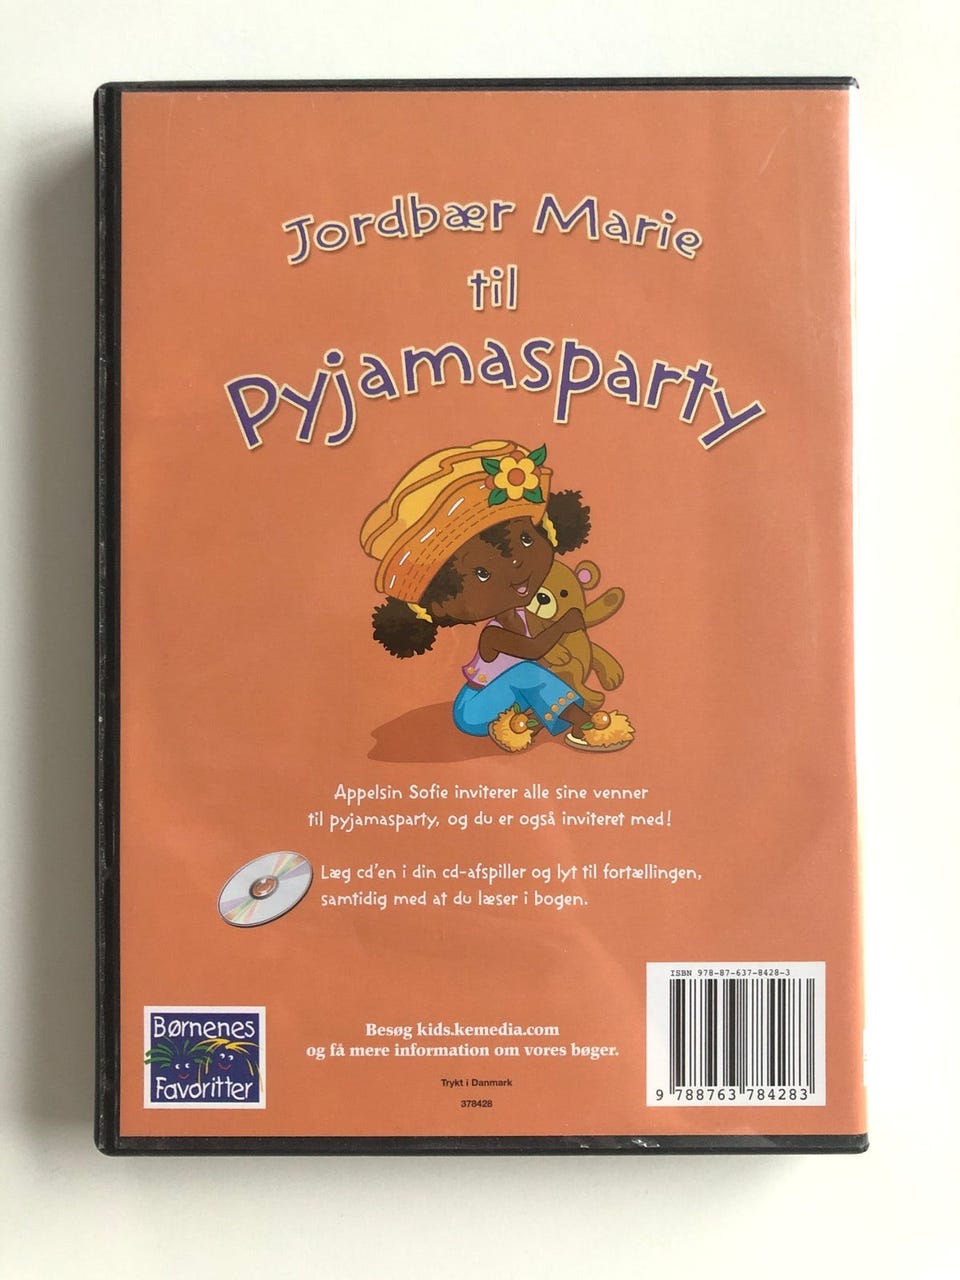 Jordbær Marie
til
Pyjamasparty
Appelsin Sofie inviterer alle sine venner
til pyjamasparty, og du er også inviteret med!
Læg cd'en i din cd-afspiller og lyt til fortællingen,
samtidig med at du læser i bogen.
Børnenes
Favoritter
Besøg kids.kemedia.com
og få mere information om vores bøger.
Trykt i Danmark
378428
ISBN 978-87-637-8428-3
9 788763 784283